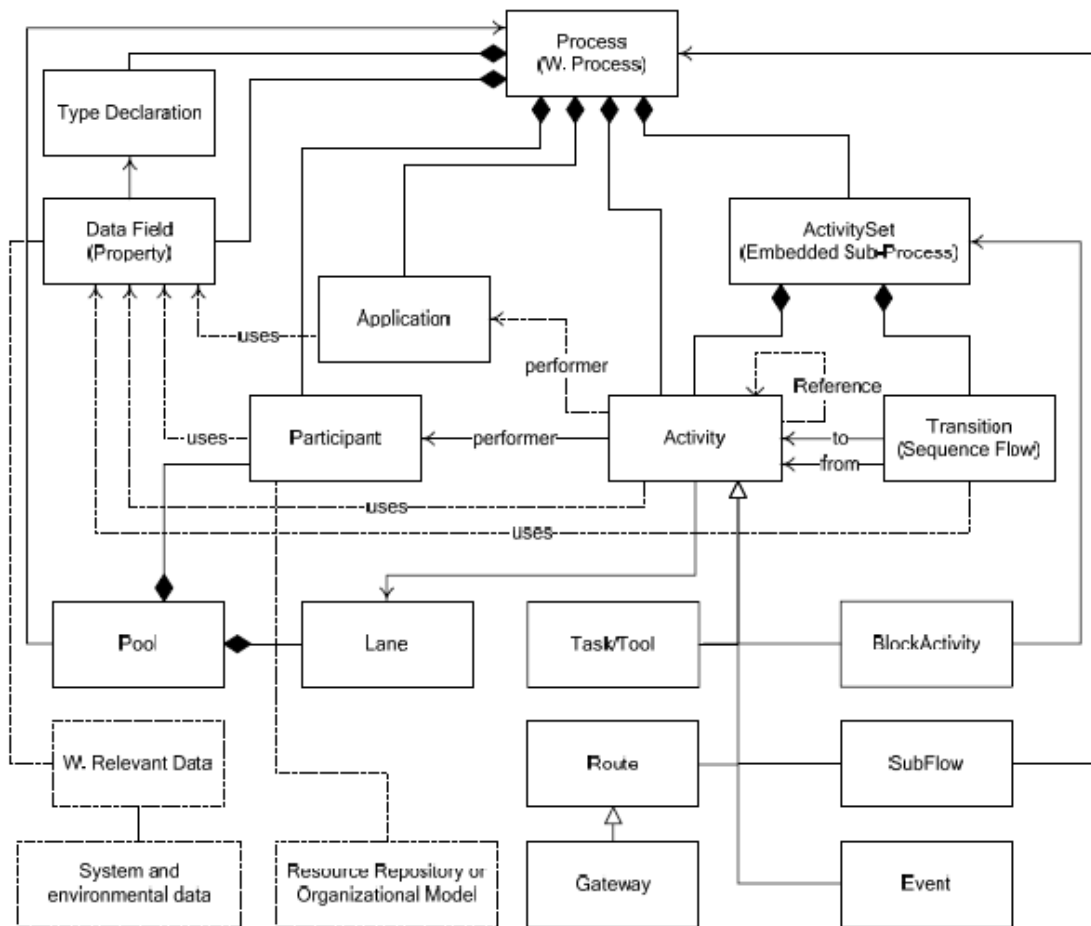 Process
(W. Process)
Type Declaration
Data Field
(Property)
ActivitySet
(Embedded Sub-Process)
Application
uses
performer
Reference
Participant
uses
performer
Activity
to
from
Transition
(Sequence Flow)
uses
uses
Pool
Lane
Task/Tool
BlockActivity
W. Relevant Data
Route
SubFlow
System and
environmental data
Resource Repository or
Organizational Model
Gateway
Event